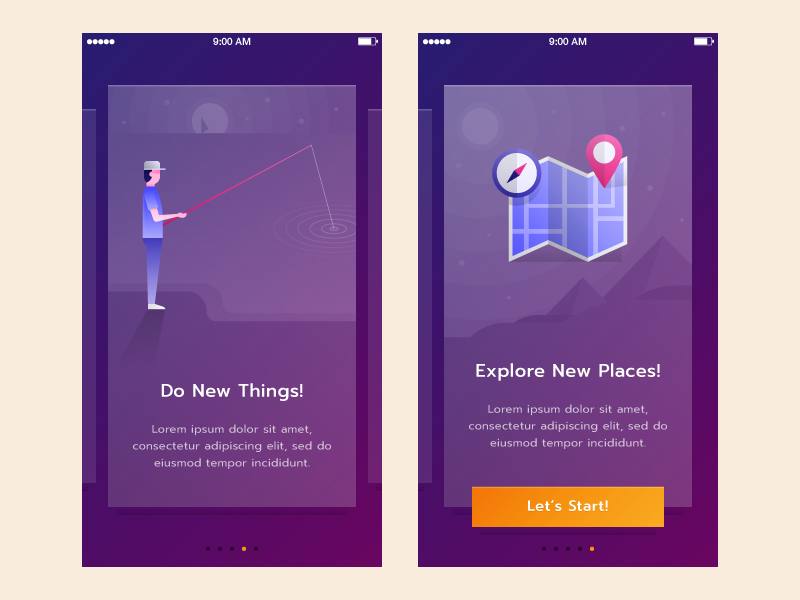 9:00 AM
Do New Things!
Lorem ipsum dolor sit amet,
consectetur adipiscing elit, sed do
eiusmod tempor incididunt.
9:00 AM
Explore New Places!
Lorem ipsum dolor sit amet,
consectetur adipiscing elit, sed do
eiusmod tempor incididunt.
Let's Start!